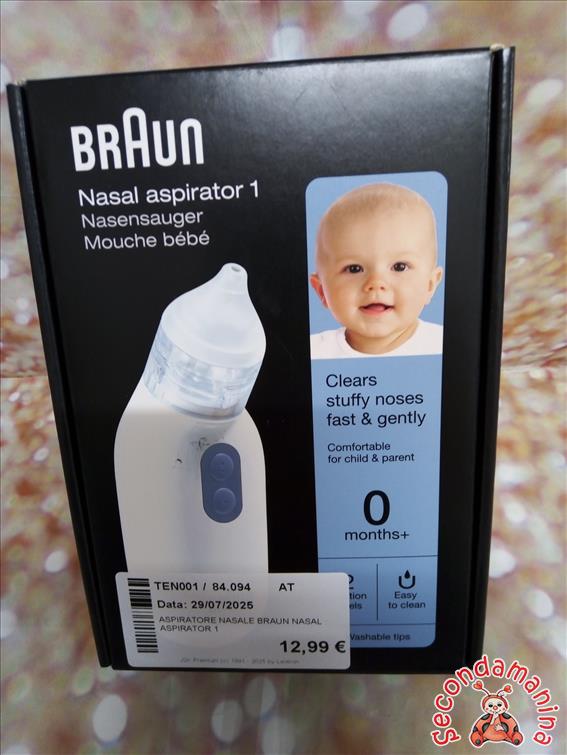 BRAUN
Nasal aspirator 1
Nasensauger
Mouche bébé
Clears
stuffy noses
fast & gently
Comfortable
for child & parent
0
months+
Easy
to clean
Washable tips
TEN001 / 84.094 AT
Data: 29/07/2025
ASPIRATORE NASALE BRAUN NASAL
ASPIRATOR 1
12,99 €
secondamanina